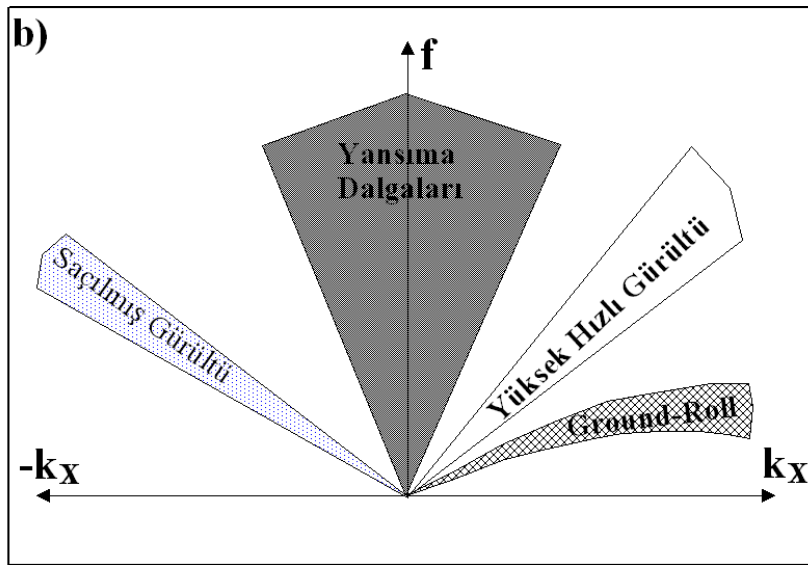 b)
f
Yansıma
Dalgaları
Saçılmış Gürültü
Yüksek Hızlı Gürültü
Ground-Roll
-kX
kX